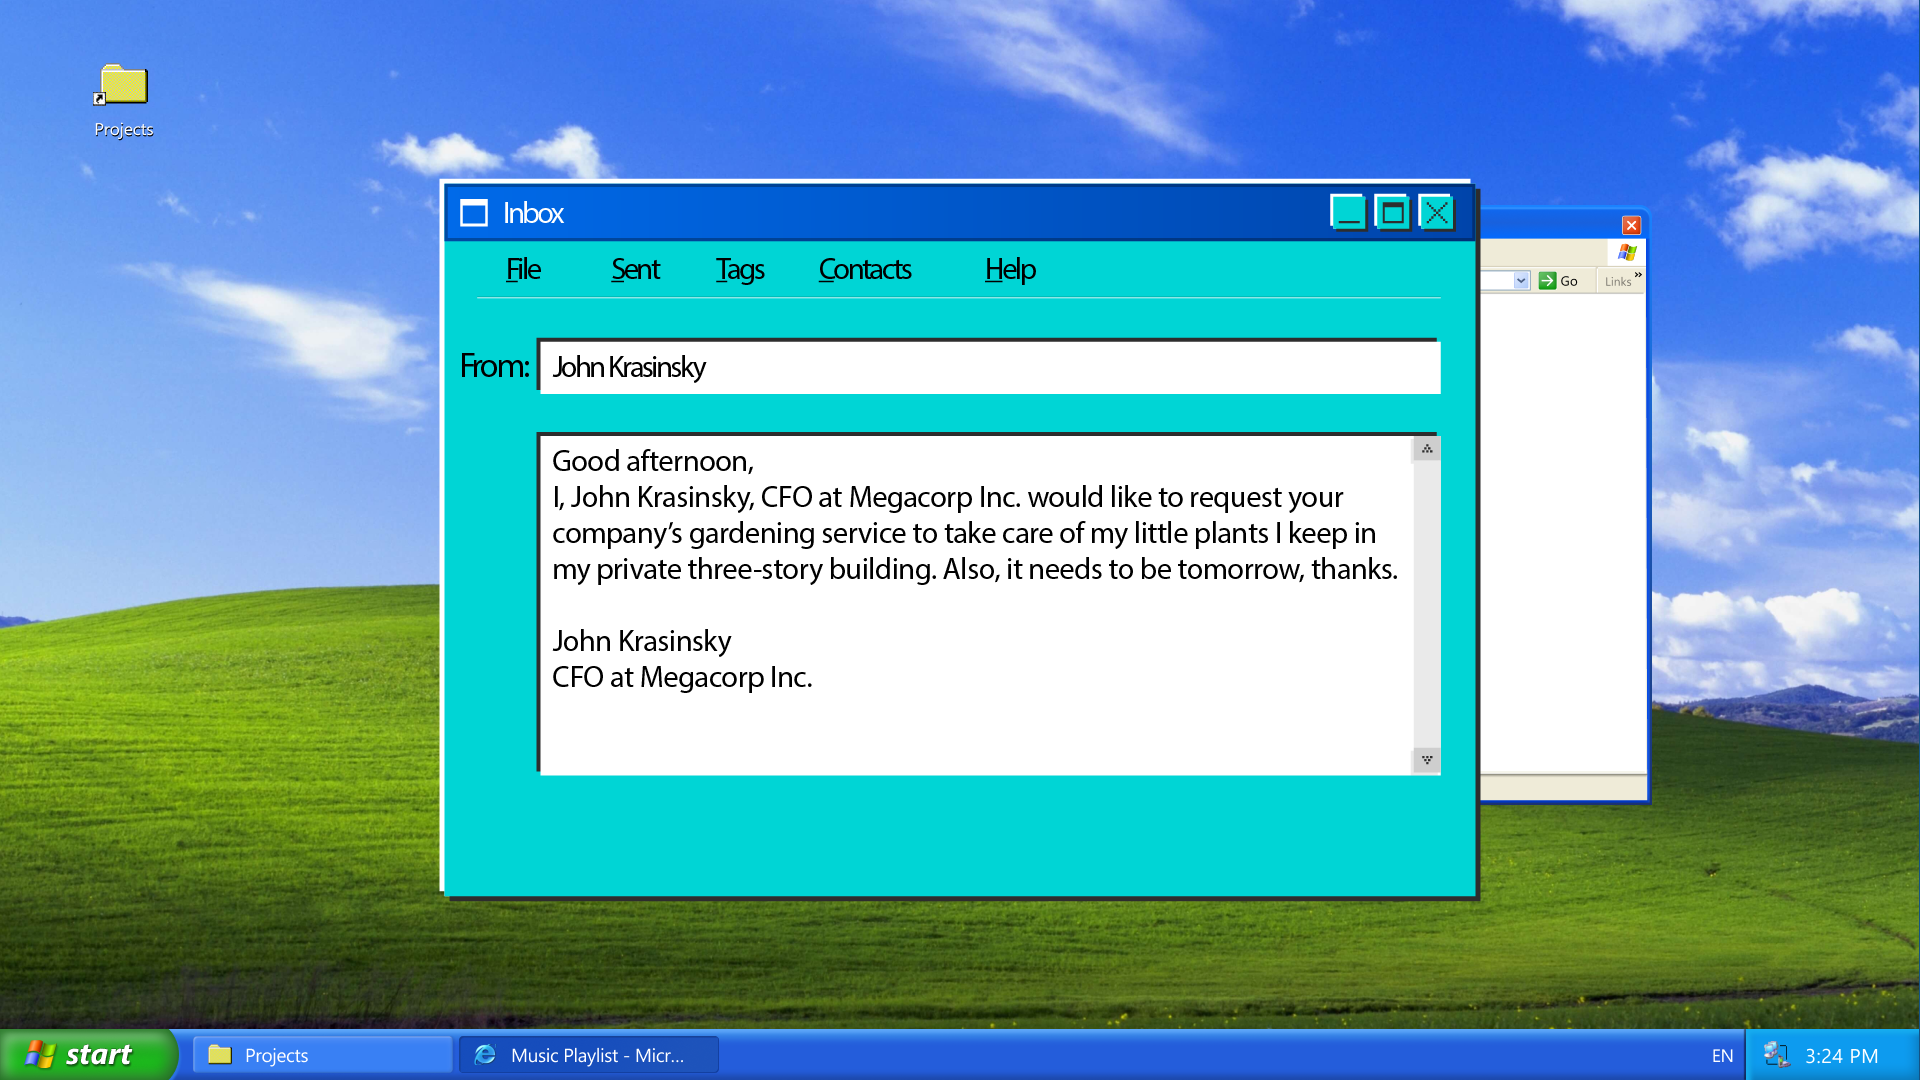 Projects
Inbox
File Sent Tags Contacts Help
Go Links »
From: John Krasinsky
Good afternoon,
I, John Krasinsky, CFO at Megacorp Inc. would like to request your
company’s gardening service to take care of my little plants I keep in
my private three-story building. Also, it needs to be tomorrow, thanks.
John Krasinsky
CFO at Megacorp Inc.
start Projects Music Playlist - Micr... EN 3:24 PM